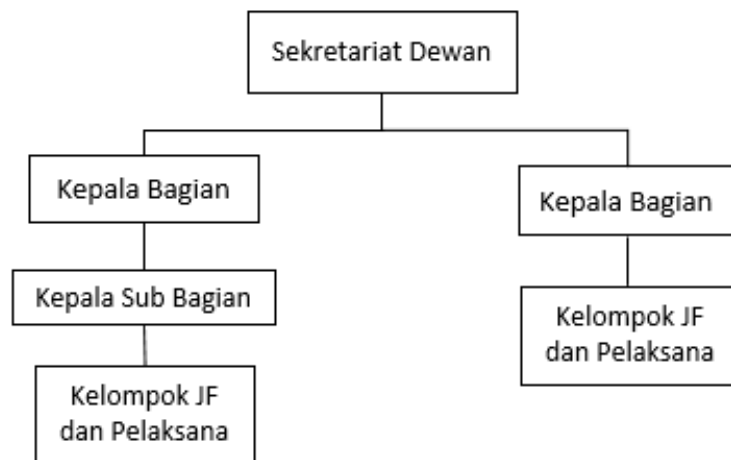 Sekretariat Dewan
Kepala Bagian
Kepala Sub Bagian
Kelompok JF
dan Pelaksana
Kepala Bagian
Kelompok JF
dan Pelaksana